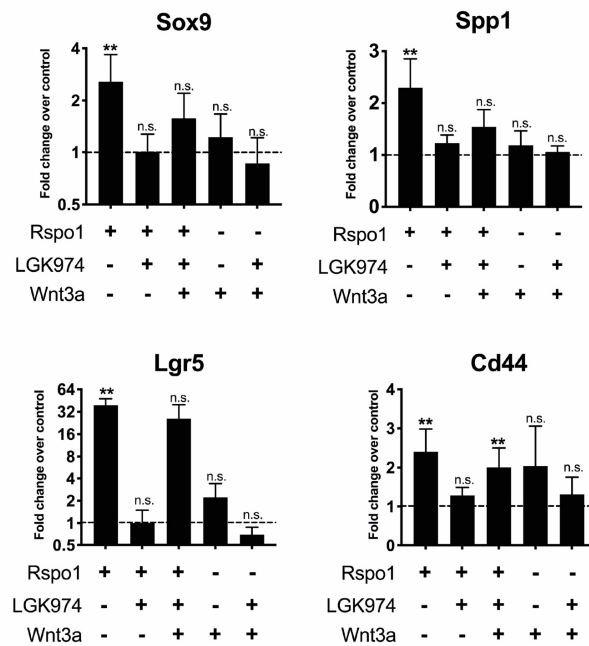 Sox9
Fold change over control
4
2
1
0.5
**
n.s.
n.s.
n.s.
n.s.
Rspo1 + + + - -
LGK974 - + + - +
Wnt3a - - + + +
Spp1
Fold change over control
3
2
1
0
**
n.s.
n.s.
n.s.
n.s.
Rspo1 + + + - -
LGK974 - + + - +
Wnt3a - - + + +
Lgr5
Fold change over control
64
32
16
8
4
2
1
0.5
**
n.s.
n.s.
n.s.
n.s.
Rspo1 + + + - -
LGK974 - + + - +
Wnt3a - - + + +
Cd44
Fold change over control
4
3
2
1
0
**
n.s.
**
n.s.
n.s.
Rspo1 + + + - -
LGK974 - + + - +
Wnt3a - - + + +